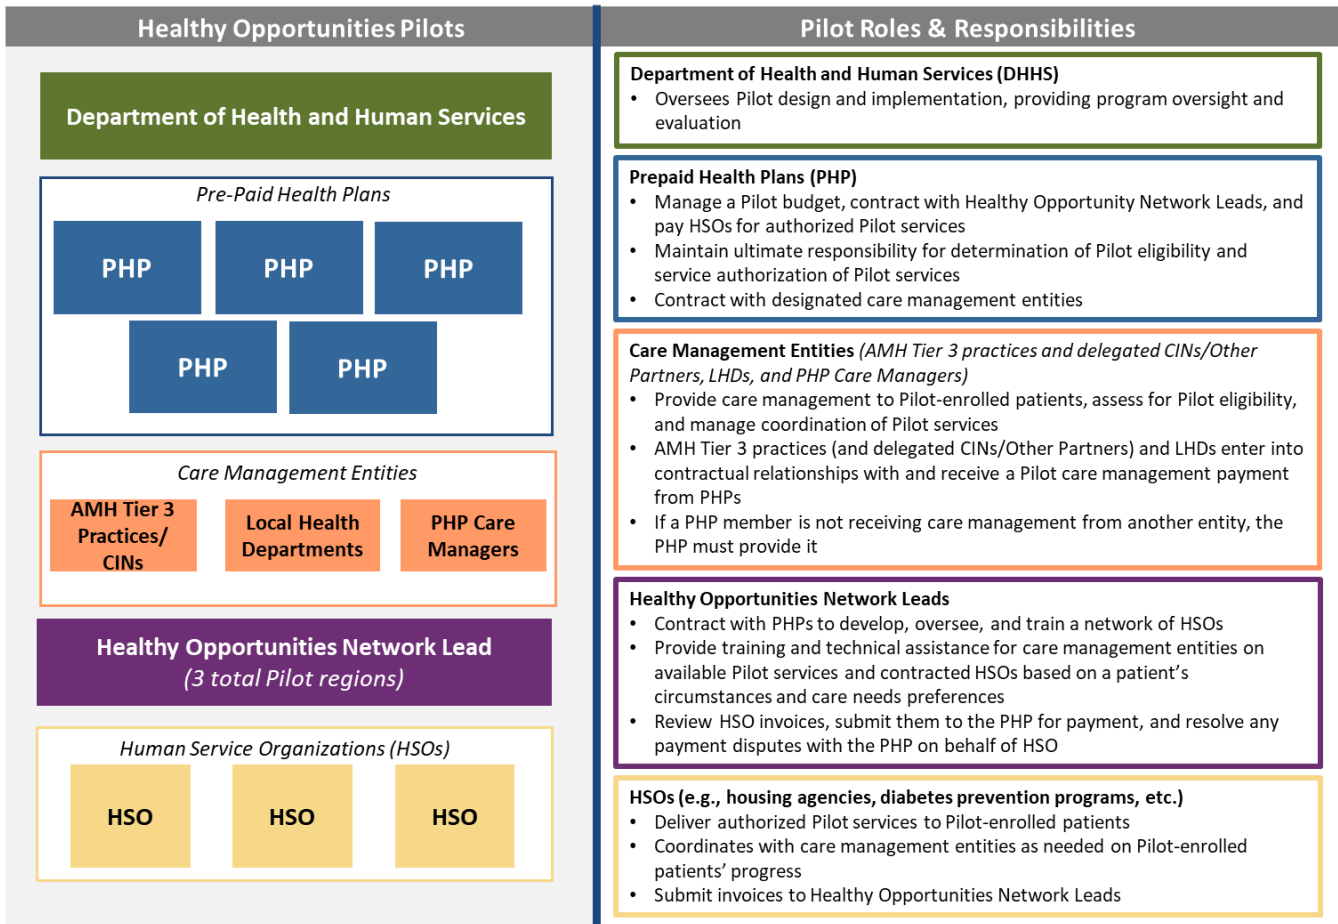 Healthy Opportunities Pilots
Department of Health and Human Services
Pre-Paid Health Plans
PHP
PHP
PHP
PHP
PHP
Care Management Entities
AMH Tier 3
Practices/
CINs
Local Health
Departments
PHP Care
Managers
Healthy Opportunities Network Lead
(3 total Pilot regions)
Human Service Organizations (HSOs)
HSO
HSO
HSO
Pilot Roles & Responsibilities
Department of Health and Human Services (DHHS)
• Oversees Pilot design and implementation, providing program oversight and
evaluation
Prepaid Health Plans (PHP)
• Manage a Pilot budget, contract with Healthy Opportunity Network Leads, and
pay HSOs for authorized Pilot services
• Maintain ultimate responsibility for determination of Pilot eligibility and
service authorization of Pilot services
• Contract with designated care management entities
Care Management Entities (AMH Tier 3 practices and delegated CINs/Other
Partners, LHDs, and PHP Care Managers)
• Provide care management to Pilot-enrolled patients, assess for Pilot eligibility,
and manage coordination of Pilot services
• AMH Tier 3 practices (and delegated CINs/Other Partners) and LHDs enter into
contractual relationships with and receive a Pilot care management payment
from PHPs
• If a PHP member is not receiving care management from another entity, the
PHP must provide it
Healthy Opportunities Network Leads
• Contract with PHPs to develop, oversee, and train a network of HSOs
• Provide training and technical assistance for care management entities on
available Pilot services and contracted HSOs based on a patient's
circumstances and care needs preferences
• Review HSO invoices, submit them to the PHP for payment, and resolve any
payment disputes with the PHP on behalf of HSO
HSOs (e.g., housing agencies, diabetes prevention programs, etc.)
• Deliver authorized Pilot services to Pilot-enrolled patients
• Coordinates with care management entities as needed on Pilot-enrolled
patients' progress
• Submit invoices to Healthy Opportunities Network Leads